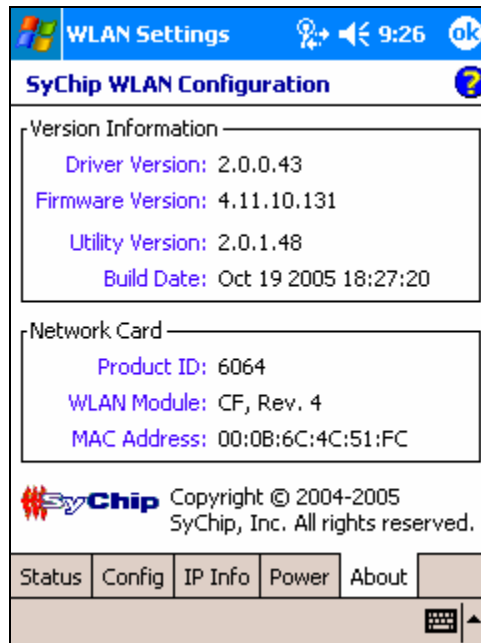 WLAN Settings 9:26 ok
SyChip WLAN Configuration ?
Version Information
Driver Version: 2.0.0.43
Firmware Version: 4.11.10.131
Utility Version: 2.0.1.48
Build Date: Oct 19 2005 18:27:20
Network Card
Product ID: 6064
WLAN Module: CF, Rev. 4
MAC Address: 00:0B:6C:4C:51:FC
SyChip Copyright © 2004-2005
SyChip, Inc. All rights reserved.
Status Config IP Info Power About